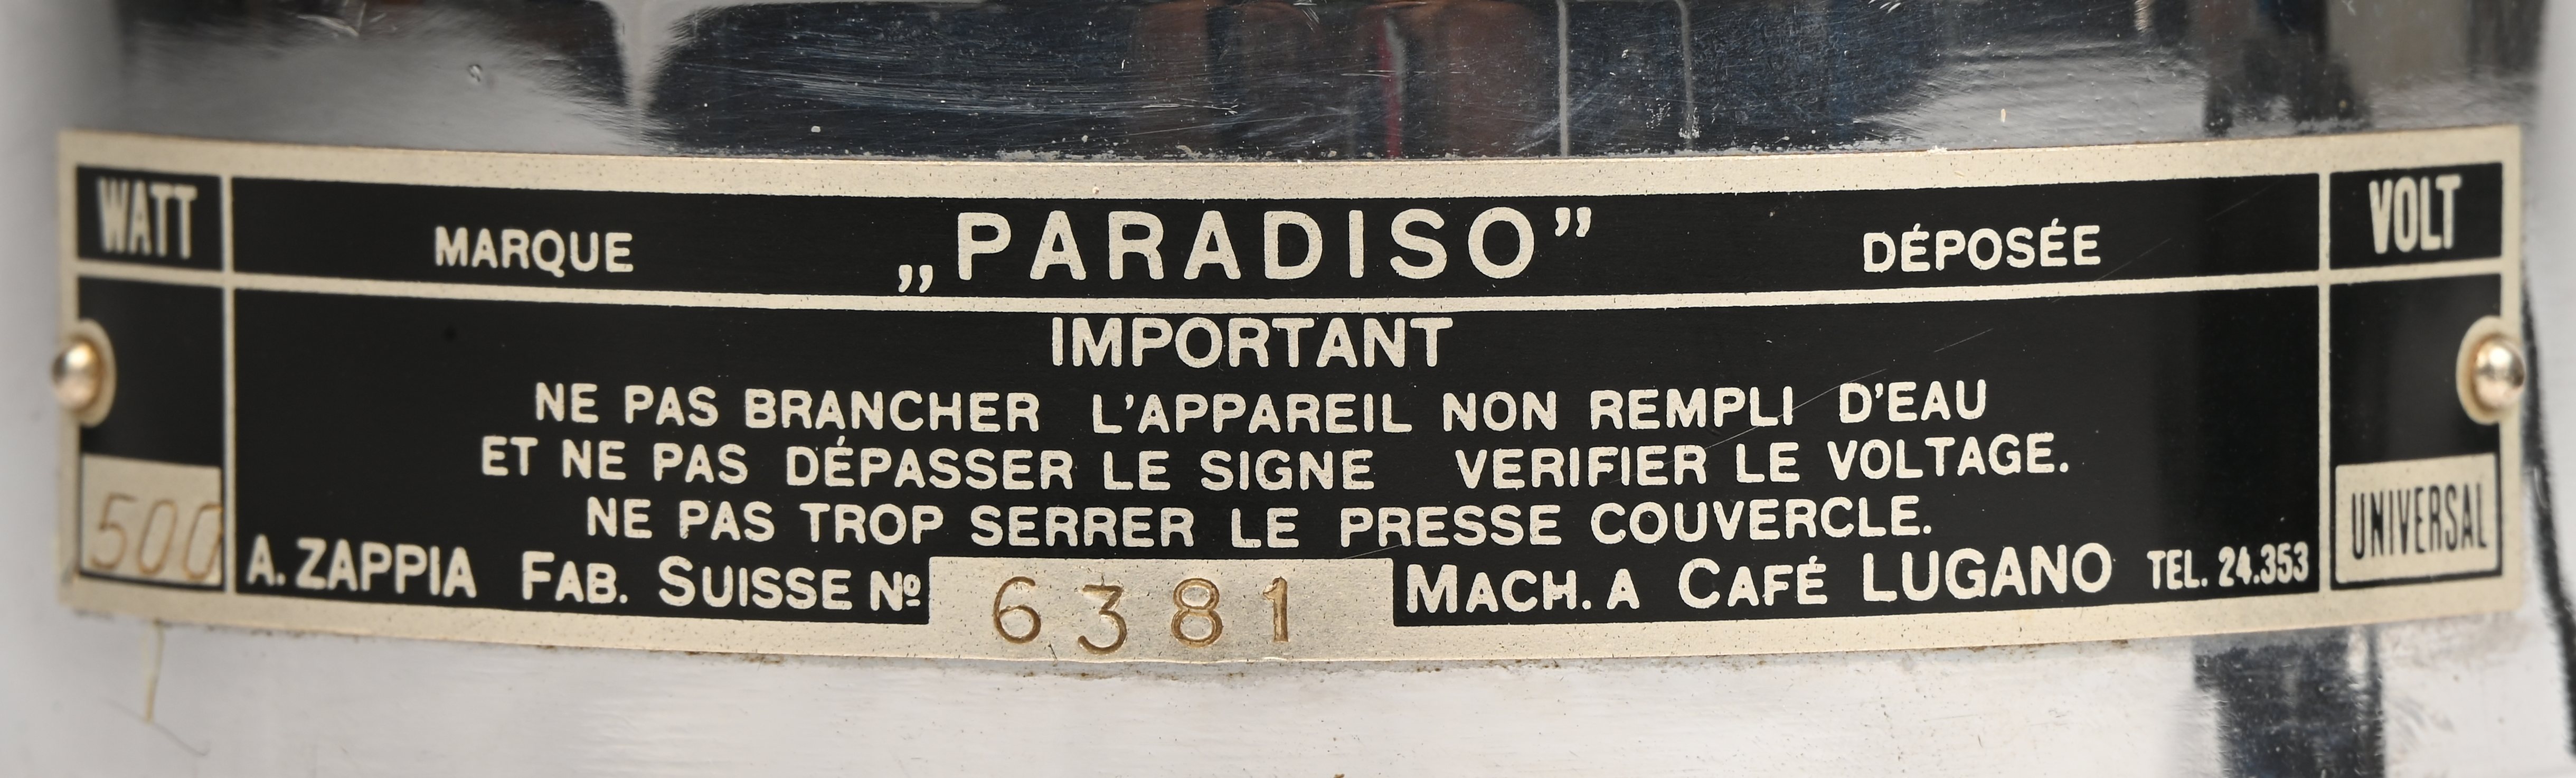 WATT
MARQUE „PARADISO” DÉPOSÉE
VOLT
IMPORTANT
NE PAS BRANCHER L'APPAREIL NON REMPLI D'EAU
ET NE PAS DÉPASSER LE SIGNE VERIFIER LE VOLTAGE.
NE PAS TROP SERRER LE PRESSE COUVERCLE.
500
A. ZAPPIA FAB. SUISSE Nº 6381 MACH. A CAFÉ LUGANO TEL. 24.353
UNIVERSAL